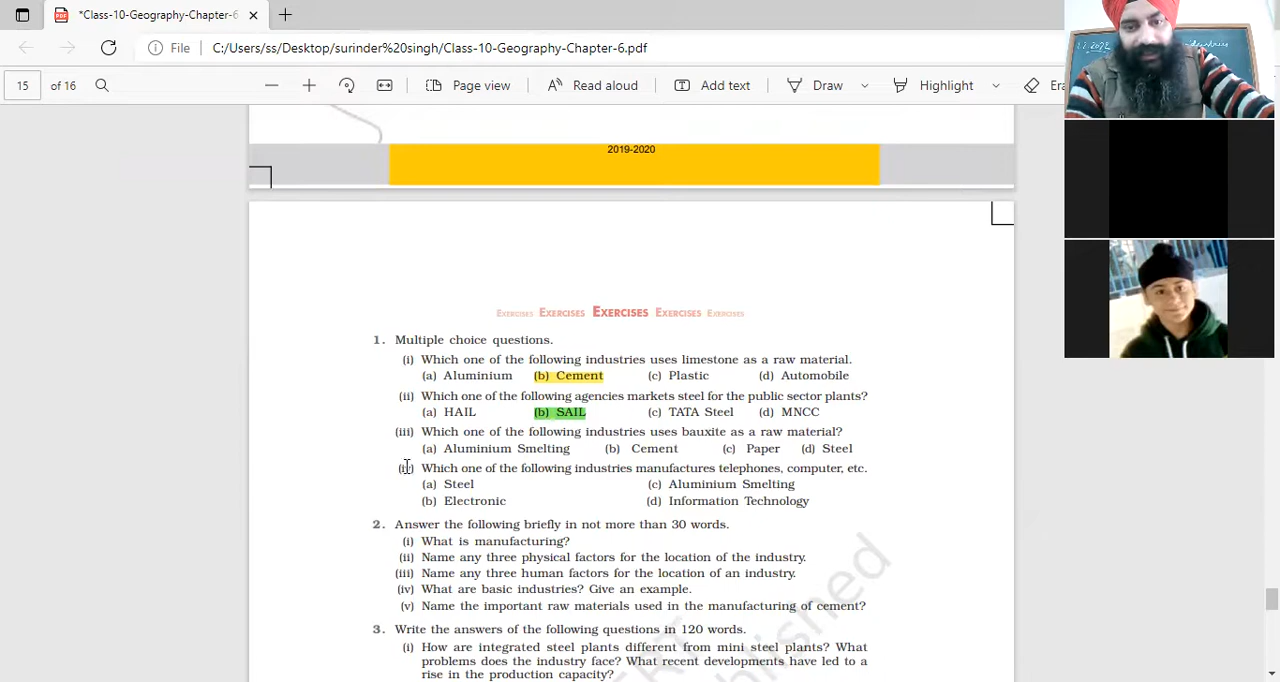 *Class-10-Geography-Chapter-6
File C:/Users/ss/Desktop/surinder%20singh/Class-10-Geography-Chapter-6.pdf
15 of 16 Page view Read aloud Add text Draw Highlight Era
2019-2020
EXERCISES EXERCISES EXERCISES EXERCISES EXERCISES
1. Multiple choice questions.
(i) Which one of the following industries uses limestone as a raw material.
(a) Aluminium (b) Cement (c) Plastic (d) Automobile
(ii) Which one of the following agencies markets steel for the public sector plants?
(a) HAIL (b) SAIL (c) TATA Steel (d) MNCC
(iii) Which one of the following industries uses bauxite as a raw material?
(a) Aluminium Smelting (b) Cement (c) Paper (d) Steel
Which one of the following industries manufactures telephones, computer, etc.
(a) Steel (c) Aluminium Smelting
(b) Electronic (d) Information Technology
2. Answer the following briefly in not more than 30 words.
(i) What is manufacturing?
(ii) Name any three physical factors for the location of the industry.
(iii) Name any three human factors for the location of an industry.
(iv) What are basic industries? Give an example.
(v) Name the important raw materials used in the manufacturing of cement?
3. Write the answers of the following questions in 120 words.
(i) How are integrated steel plants different from mini steel plants? What
problems does the industry face? What recent developments have led to a
rise in the production capacity?